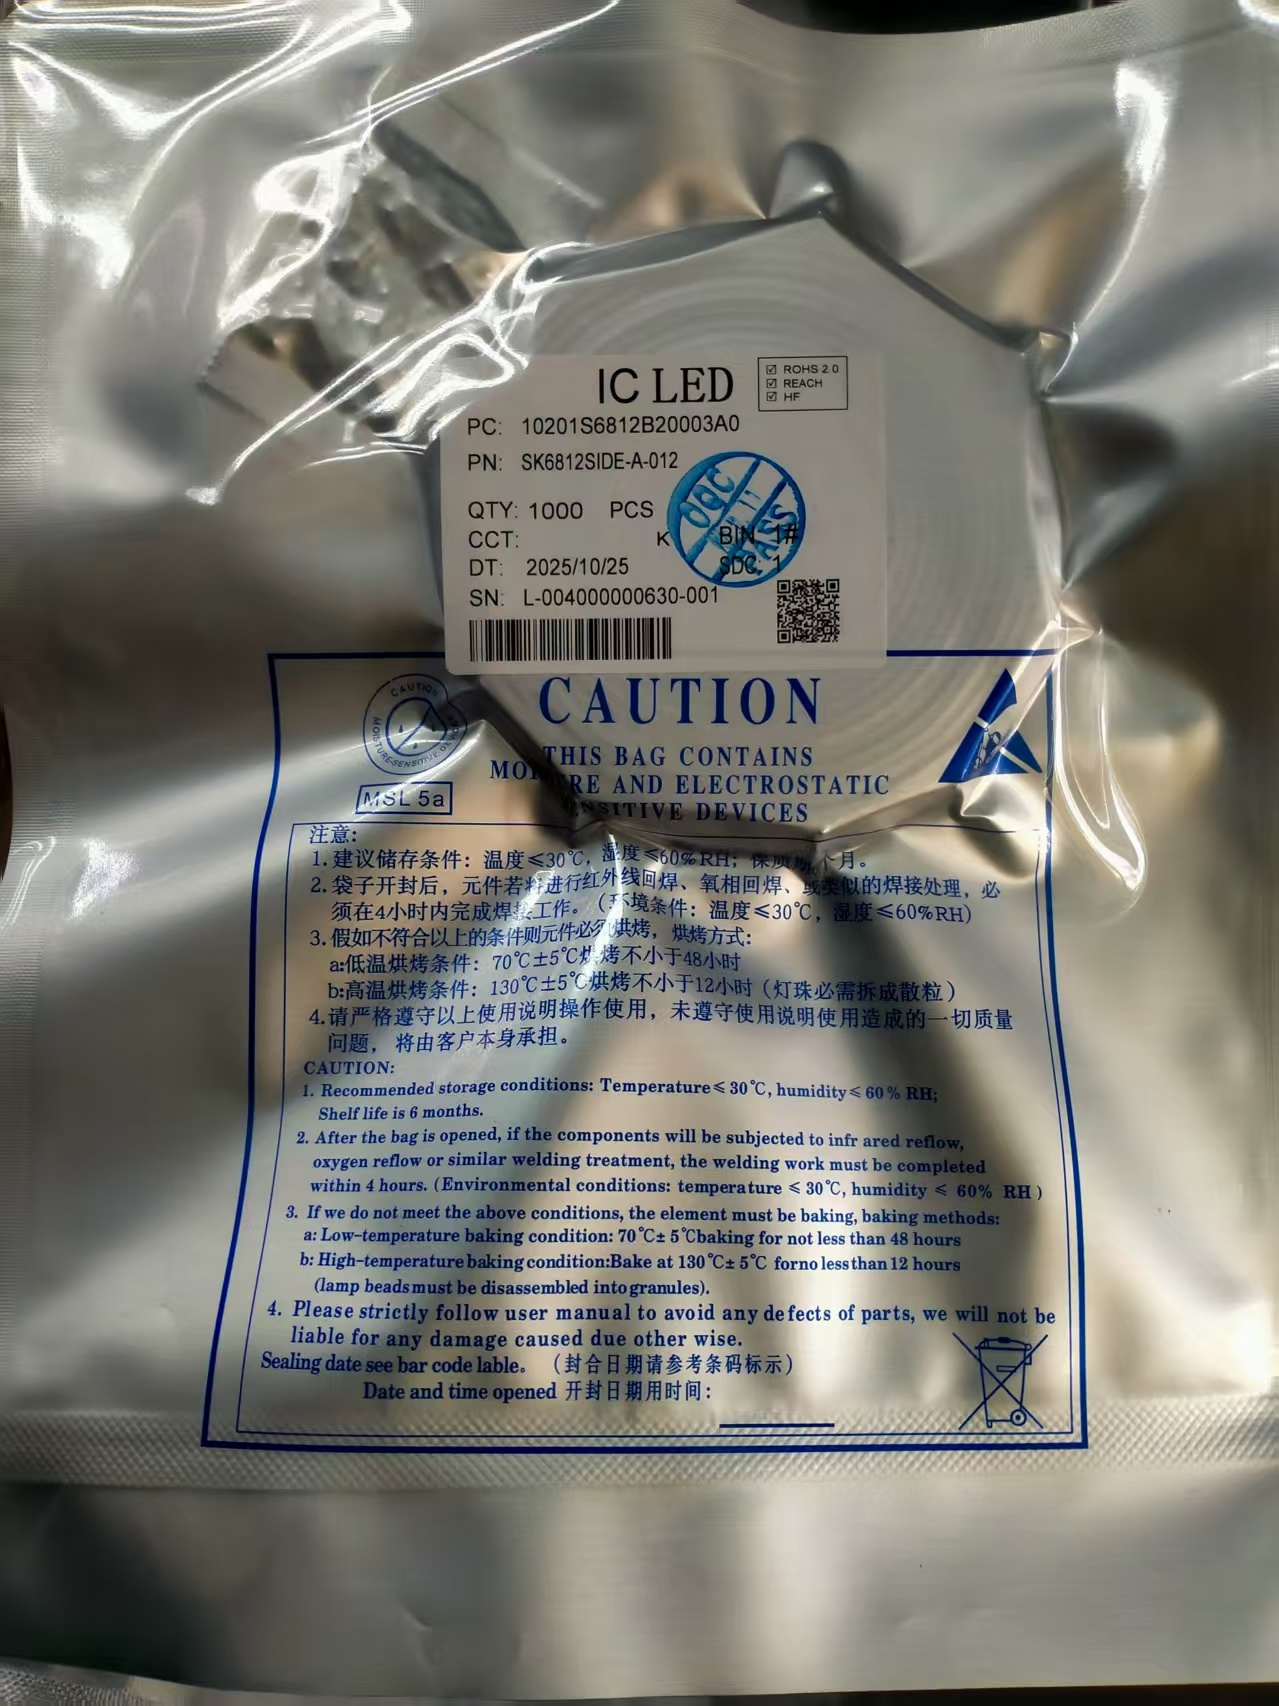 IC LED
ROHS 2.0
REACH
HF
PC: 10201S6812B20003A0
PN: SK6812SIDE-A-012
QTY: 1000 PCS
CCT: K BIN 1#
DT: 2025/10/25 SDC: 1
SN: L-004000000630-001
OQC
PASS
CAUTION
MOISTURE-SENSITIVE DEVICE
MSL 5a
CAUTION
THIS BAG CONTAINS
AND ELECTROSTATIC
DEVICES
注意:
1.建议储存条件: 温度≤30℃, 湿度≤60%RH; 月。
2.袋子开封后, 元件若将进行红外线回焊、氧相回焊、或类似的焊接处理, 必
须在4小时内完成焊接工作。(环境条件: 温度≤30℃, 湿度≤60%RH)
3.假如不符合以上的条件则元件必须烘烤, 烘烤方式:
a:低温烘烤条件: 70℃±5℃烘烤不小于48小时
b:高温烘烤条件: 130℃±5℃烘烤不小于12小时 (灯珠必需拆成散粒)
4.请严格遵守以上使用说明操作使用, 未遵守使用说明使用造成的一切质量
问题, 将由客户本身承担。
CAUTION:
1. Recommended storage conditions: Temperature≤ 30℃, humidity≤ 60% RH;
Shelf life is 6 months.
2. After the bag is opened, if the components will be subjected to infr ared reflow,
oxygen reflow or similar welding treatment, the welding work must be completed
within 4 hours. (Environmental conditions: temperature ≤ 30℃, humidity ≤ 60% RH )
3. If we do not meet the above conditions, the element must be baking, baking methods:
a: Low-temperature baking condition: 70℃± 5℃baking for not less than 48 hours
b: High-temperature baking condition:Bake at 130℃± 5℃ forno less than 12 hours
(lamp beads must be disassembled into granules).
4. Please strictly follow user manual to avoid any defects of parts, we will not be
liable for any damage caused due other wise.
Sealing date see bar code lable。 (封合日期请参考条码标示)
Date and time opened 开封日期用时间: